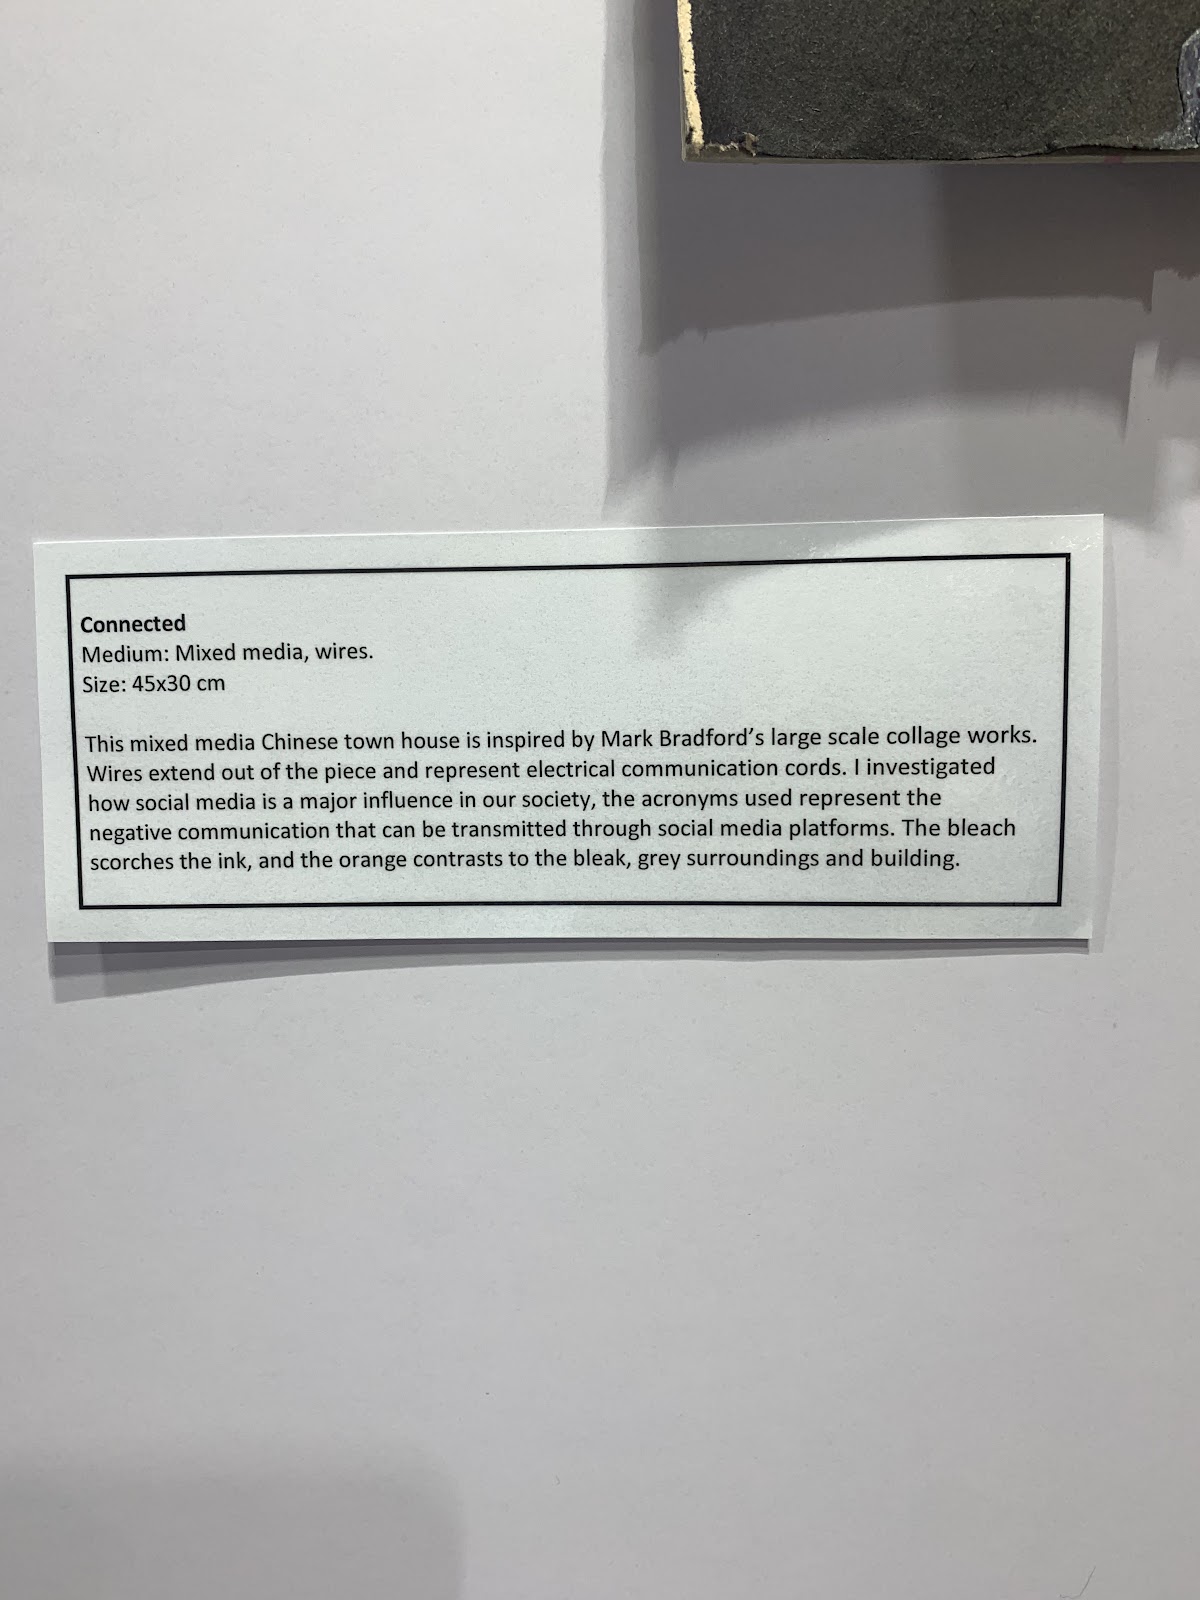 Connected
Medium: Mixed media, wires.
Size: 45x30 cm
This mixed media Chinese town house is inspired by Mark Bradford’s large scale collage works.
Wires extend out of the piece and represent electrical communication cords. I investigated
how social media is a major influence in our society, the acronyms used represent the
negative communication that can be transmitted through social media platforms. The bleach
scorches the ink, and the orange contrasts to the bleak, grey surroundings and building.